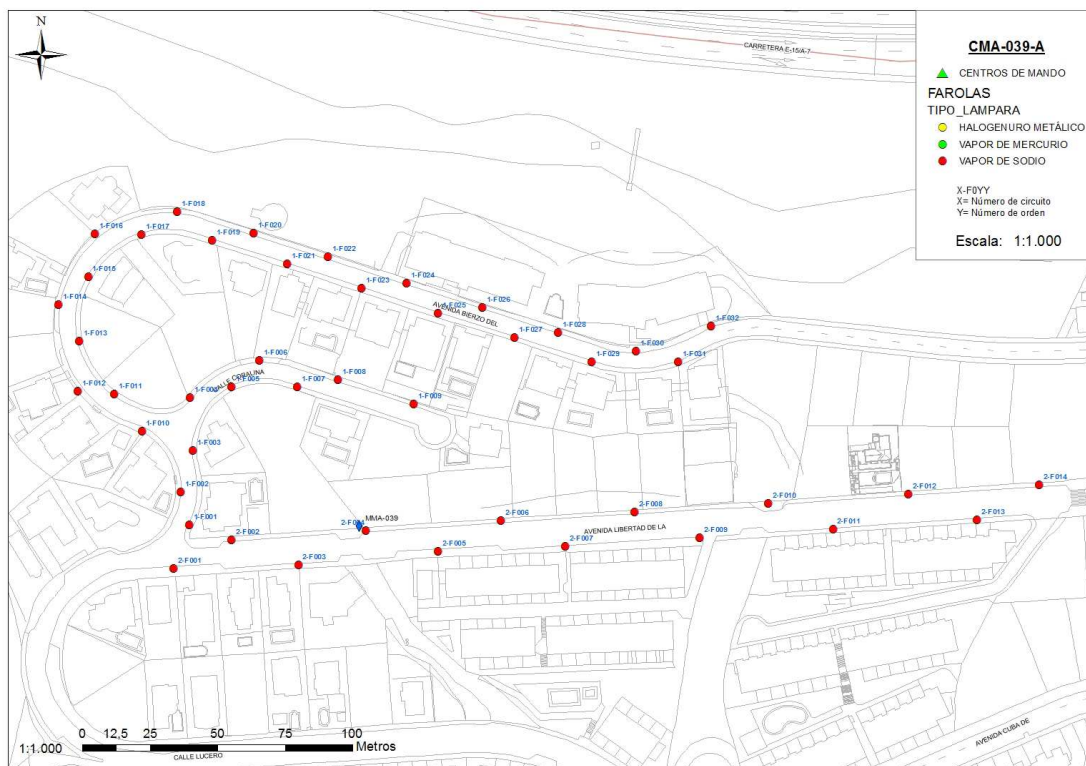 N
CARRETERA E-15/A-7
CMA-039-A
CENTROS DE MANDO
FAROLAS
TIPO_LAMPARA
HALOGENURO METÁLICO
VAPOR DE MERCURIO
VAPOR DE SODIO
X-F0YY
X= Número de circuito
Y= Número de orden
Escala: 1:1.000
1-F018
1-F016
1-F017
1-F020
1-F019
1-F022
1-F021
1-F015
1-F024
1-F023
1-F014
1-F026
1-F025
AVENIDA BIERZO DEL
1-F032
1-F028
1-F027
1-F013
1-F030
1-F029
1-F031
1-F006
CALLE CORALINA
1-F008
1-F005
1-F007
1-F012
1-F011
1-F004
1-F009
1-F010
1-F003
1-F002
2-F014
2-F012
2-F010
2-F008
2-F006
MMA-039
1-F001
2-F002
AVENIDA LIBERTAD DE LA
2-F013
2-F011
2-F009
2-F007
2-F005
2-F003
2-F001
AVENIDA CUBA DE
1:1.000
0 12,5 25 50 75 100
Metros
CALLE LUCERO